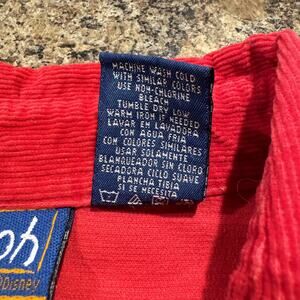 MACHINE WASH COLD
WITH SIMILAR COLORS
USE NON-CHLORINE
BLEACH
TUMBLE DRY LOW
WARM IRON IF NEEDED
LAVAR EN LAVADORA
CON AGUA FRIA
CON COLORES SIMILARES
USAR SOLAMENTE
BLANQUEADOR SIN CLORO
SECADORA CICLO SUAVE
PLANCHA TIBIA
SI SE NECESITA
oh
Disney